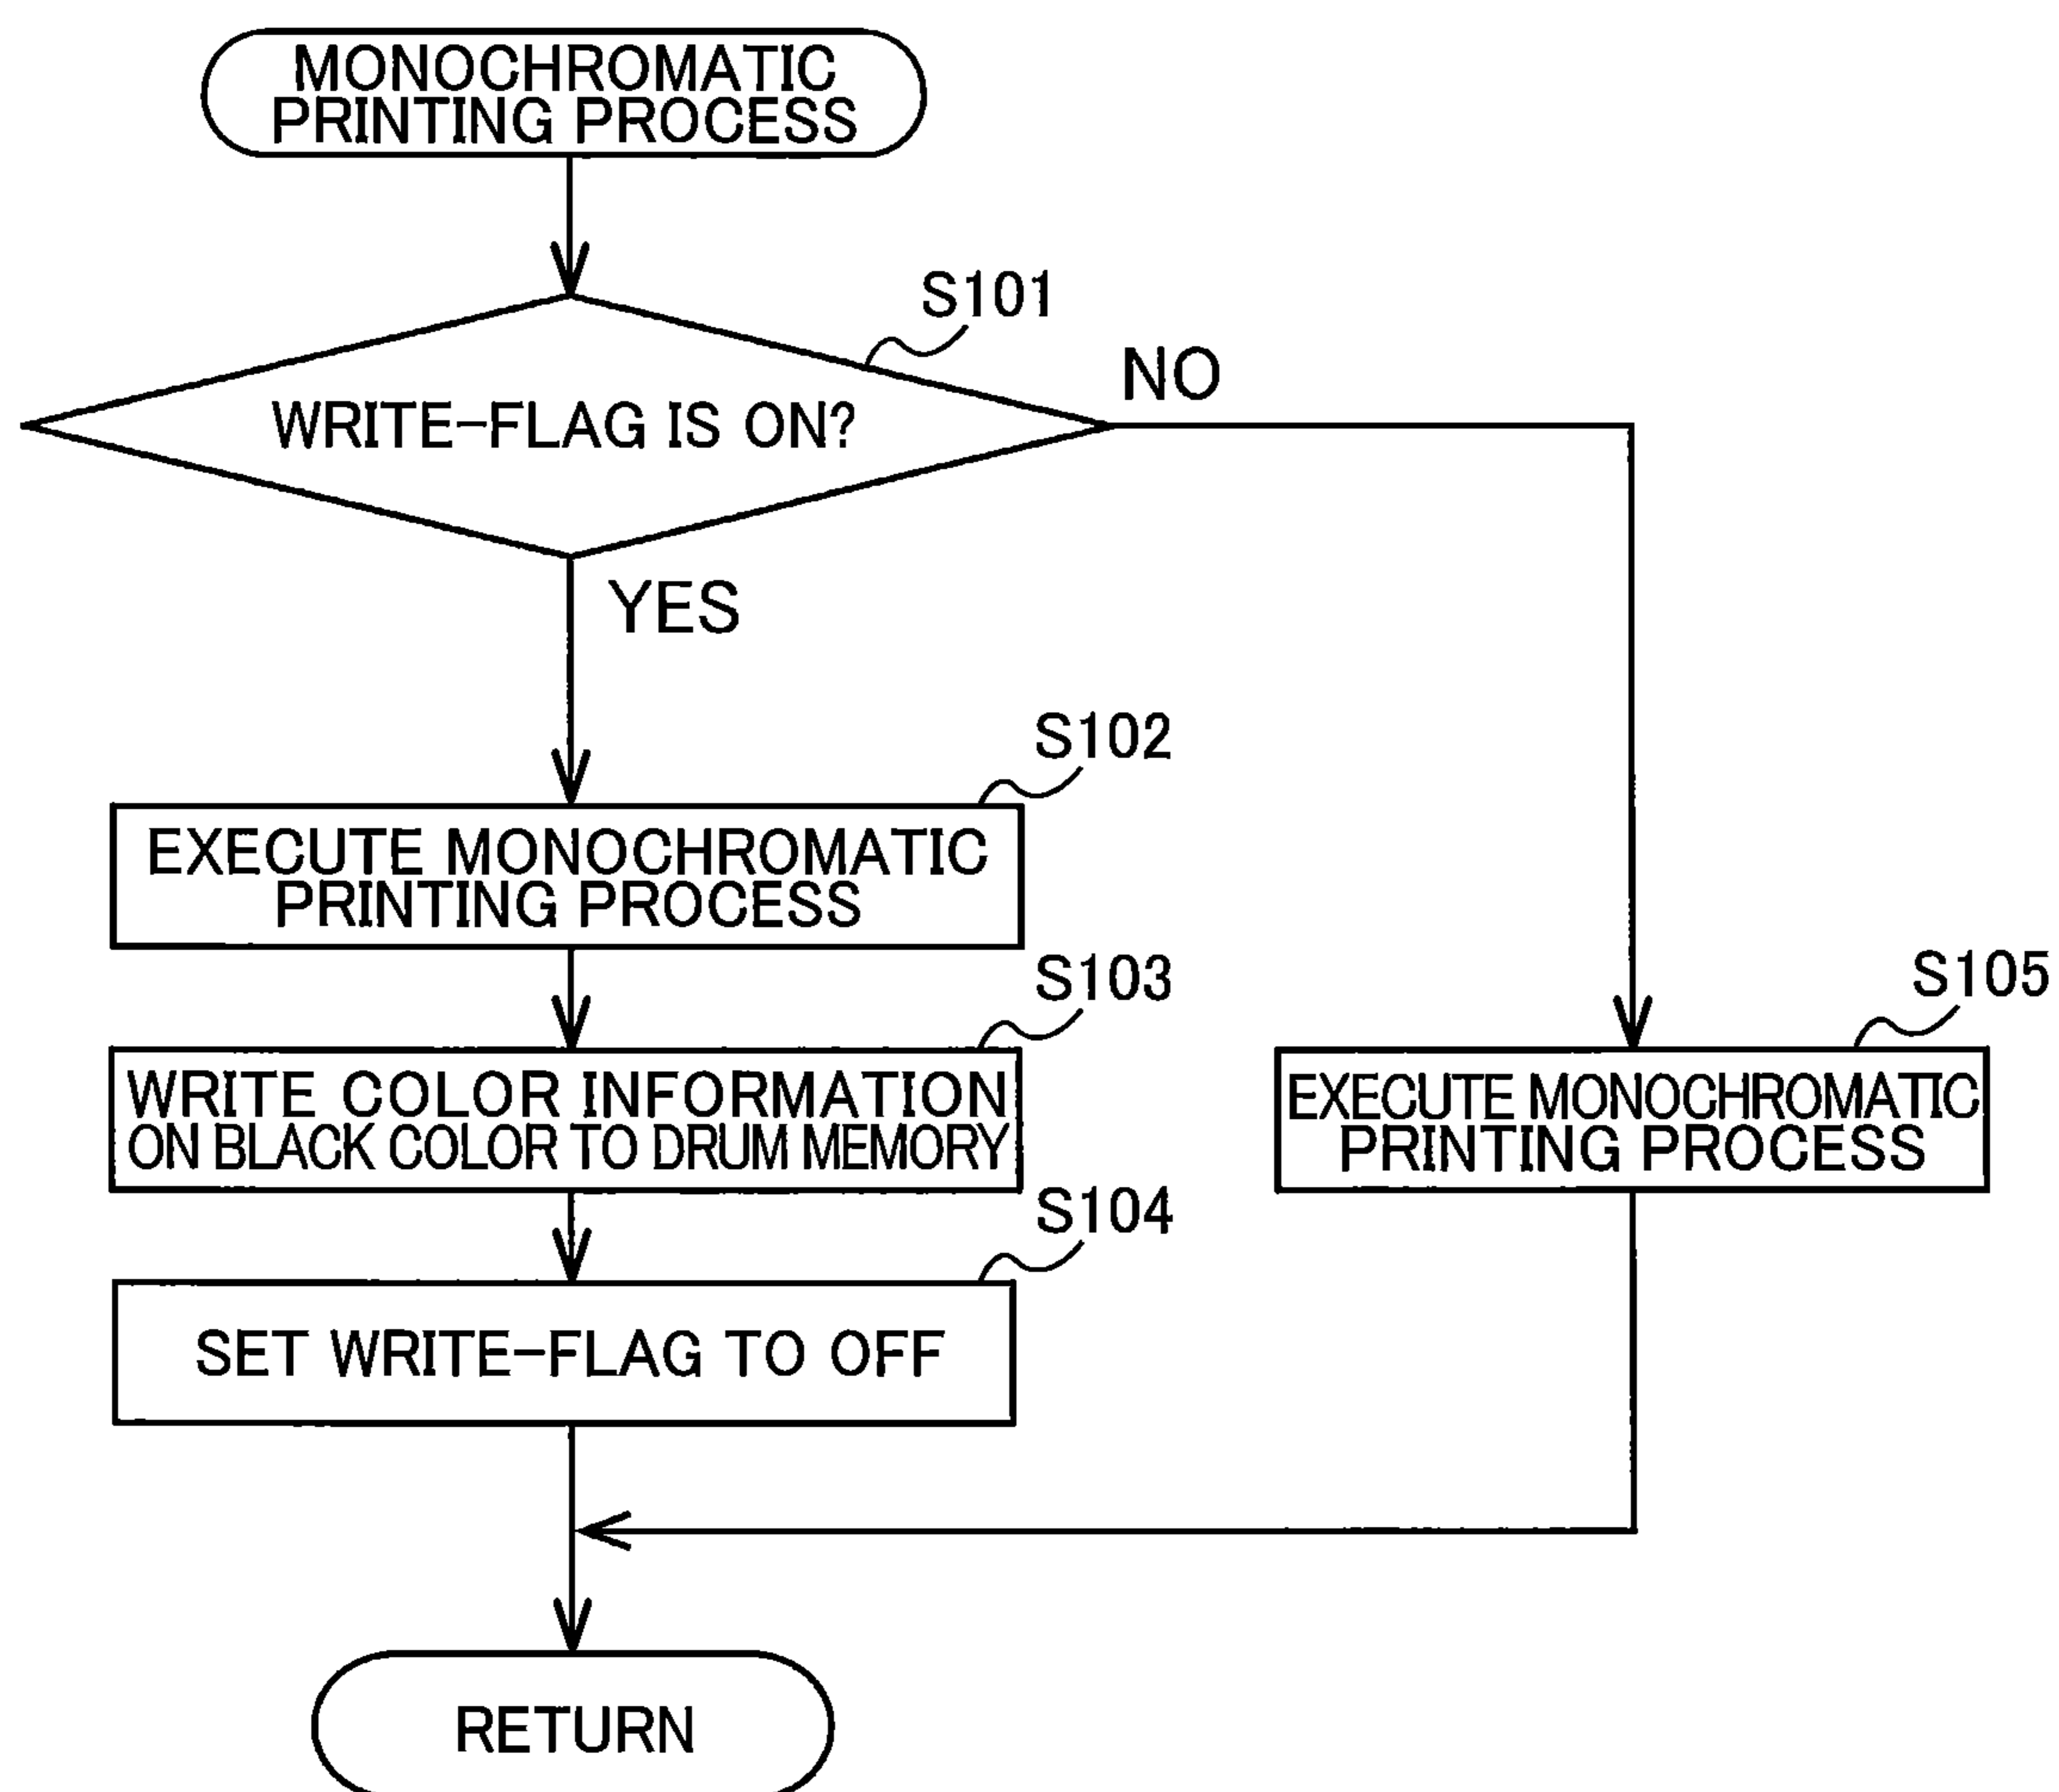 MONOCHROMATIC
PRINTING PROCESS
S101
WRITE-FLAG IS ON?
NO
YES
S102
EXECUTE MONOCHROMATIC
PRINTING PROCESS
S103
WRITE COLOR INFORMATION
ON BLACK COLOR TO DRUM MEMORY
S105
EXECUTE MONOCHROMATIC
PRINTING PROCESS
S104
SET WRITE-FLAG TO OFF
RETURN